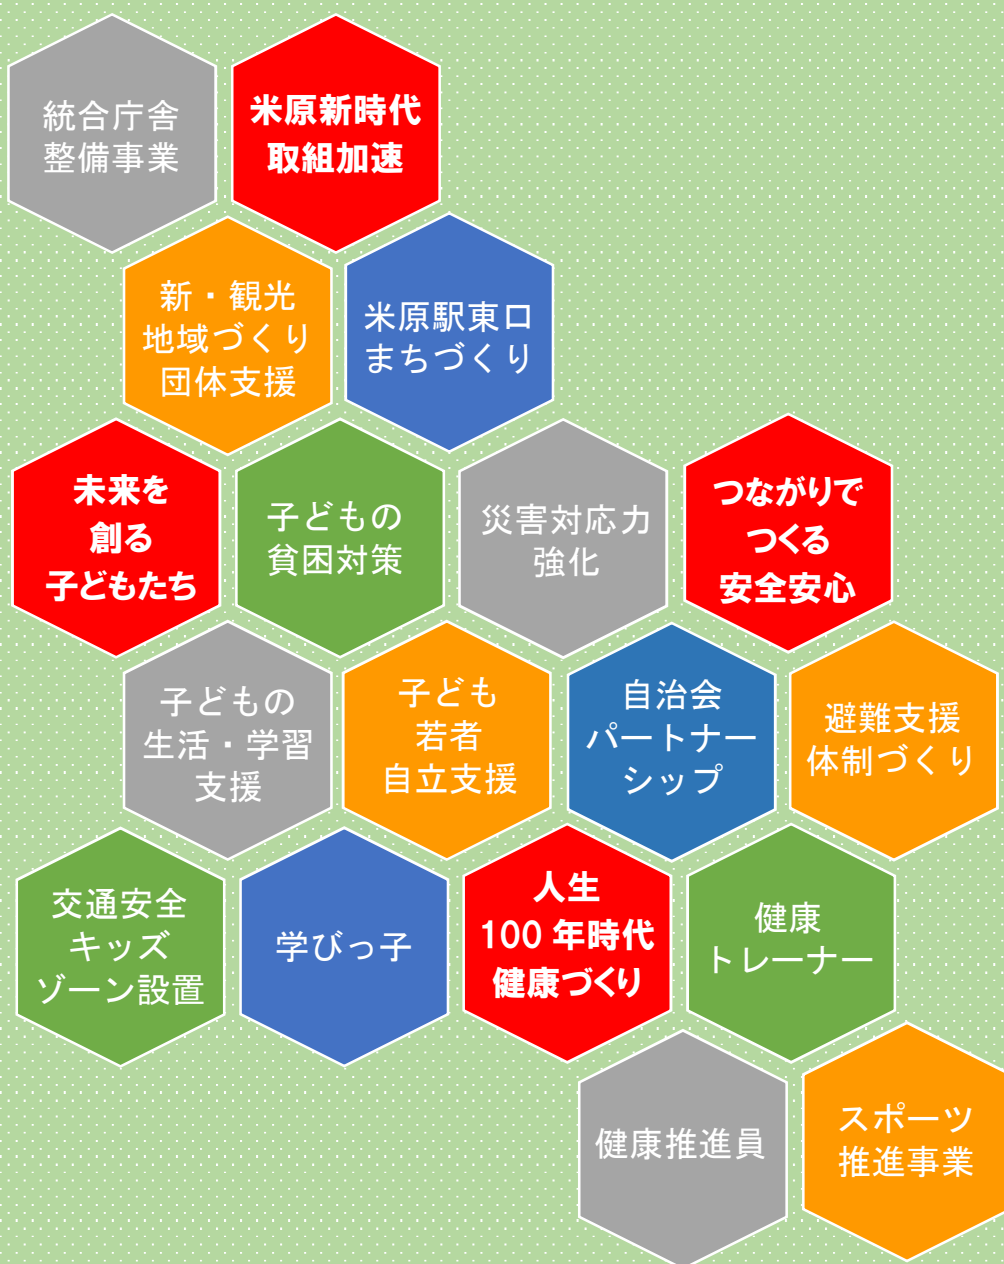 統合庁舎
整備事業
米原新時代
取組加速
新・観光
地域づくり
団体支援
米原駅東口
まちづくり
未来を
創る
子どもたち
子どもの
貧困対策
災害対応力
強化
つながりで
つくる
安全安心
子どもの
生活・学習
支援
子ども
若者
自立支援
自治会
パートナー
シップ
避難支援
体制づくり
交通安全
キッズ
ゾーン設置
学びっ子
人生
100年時代
健康づくり
健康
トレーナー
健康推進員
スポーツ
推進事業